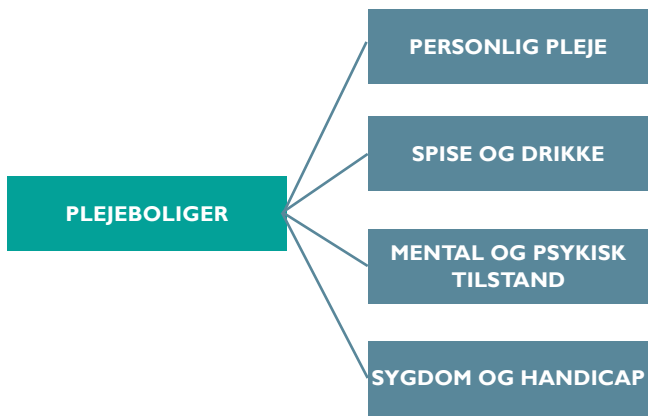 PERSONLIG PLEJE
SPISE OG DRIKKE
PLEJEBOLIGER
MENTAL OG PSYKISK
TILSTAND
SYGDOM OG HANDICAP